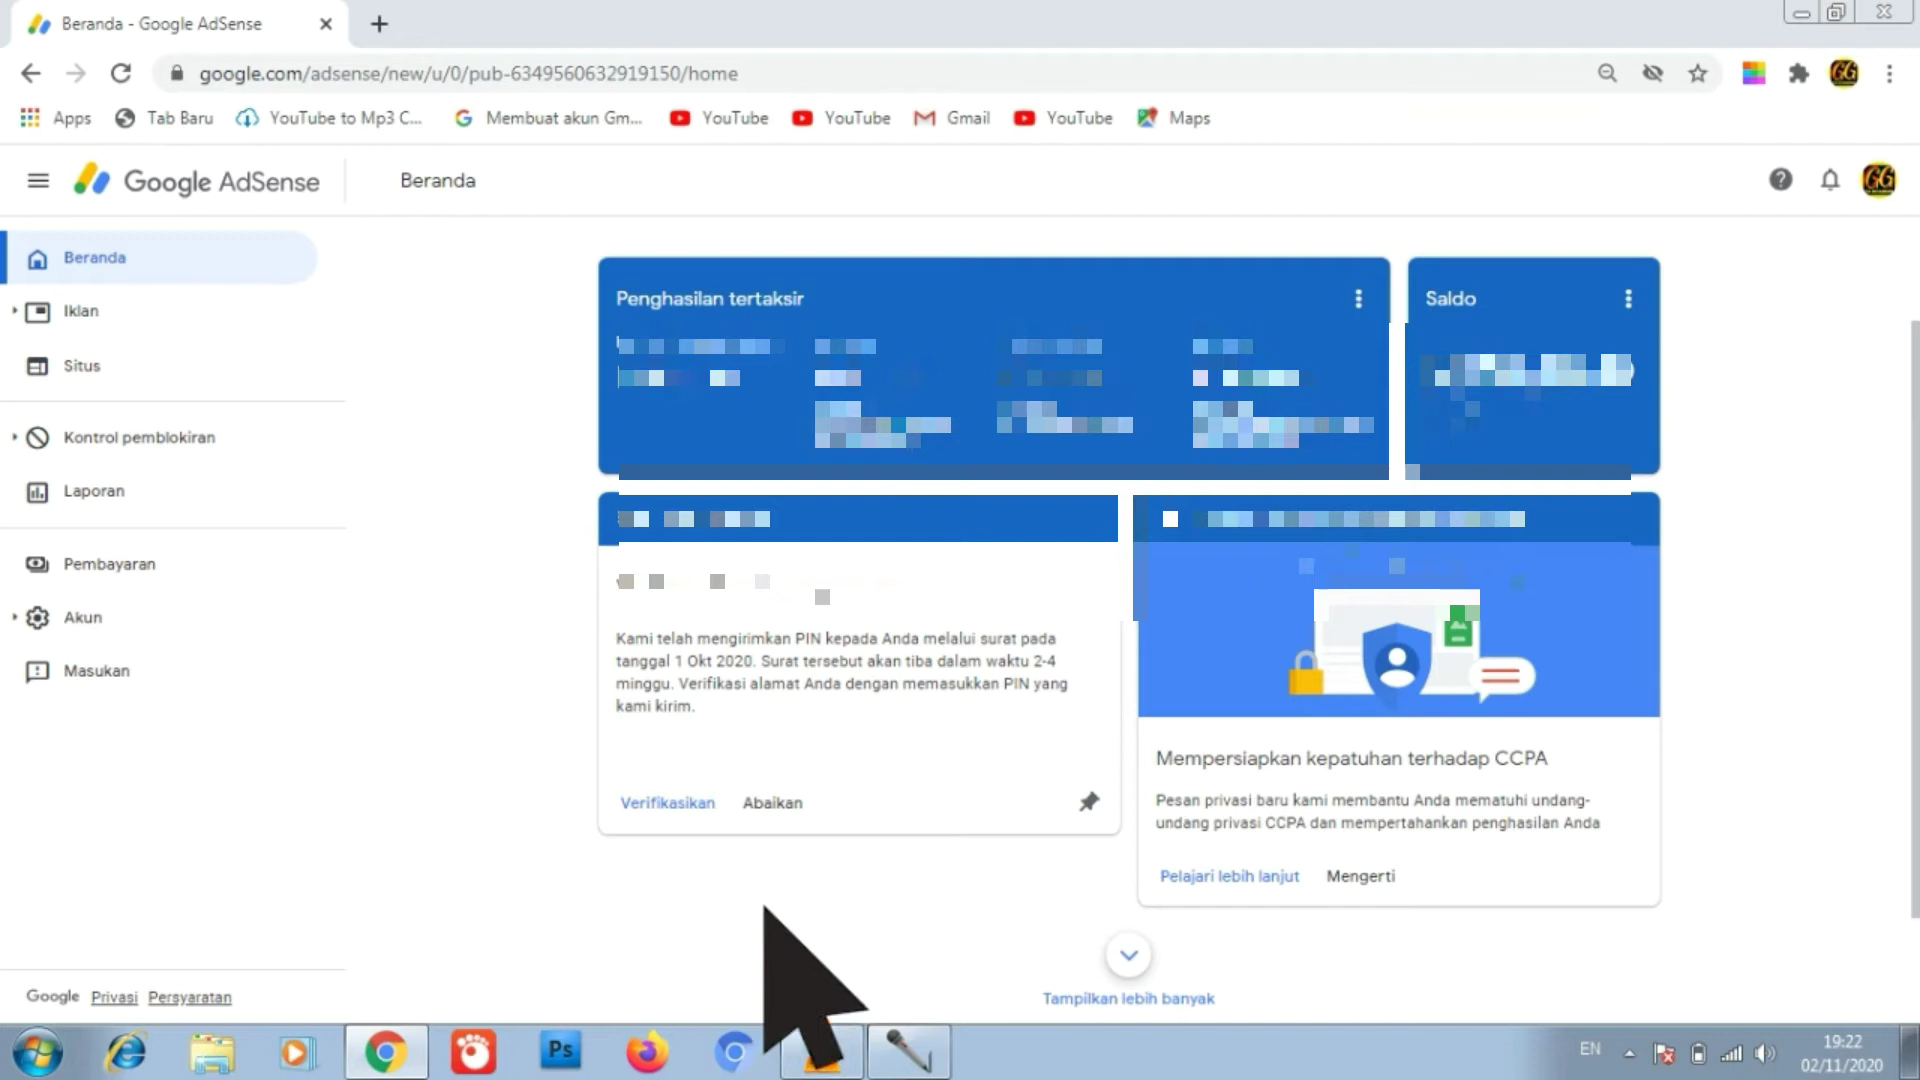 Beranda - Google AdSense
google.com/adsense/new/u/0/pub-6349560632919150/home
Apps
Tab Baru
YouTube to Mp3 C...
Membuat akun Gm...
YouTube
YouTube
Gmail
YouTube
Maps
Google AdSense
Beranda
Beranda
Iklan
Situs
Kontrol pemblokiran
Laporan
Pembayaran
Akun
Masukan
Penghasilan tertaksir
Saldo
Kami telah mengirimkan PIN kepada Anda melalui surat pada
tanggal 1 Okt 2020. Surat tersebut akan tiba dalam waktu 2-4
minggu. Verifikasi alamat Anda dengan memasukkan PIN yang
kami kirim.
Verifikasikan
Abaikan
Mempersiapkan kepatuhan terhadap CCPA
Pesan privasi baru kami membantu Anda mematuhi undang-
undang privasi CCPA dan mempertahankan penghasilan Anda
Pelajari lebih lanjut
Mengerti
Tampilkan lebih banyak
Google Privasi Persyaratan
Ps
EN
19:22
02/11/2020